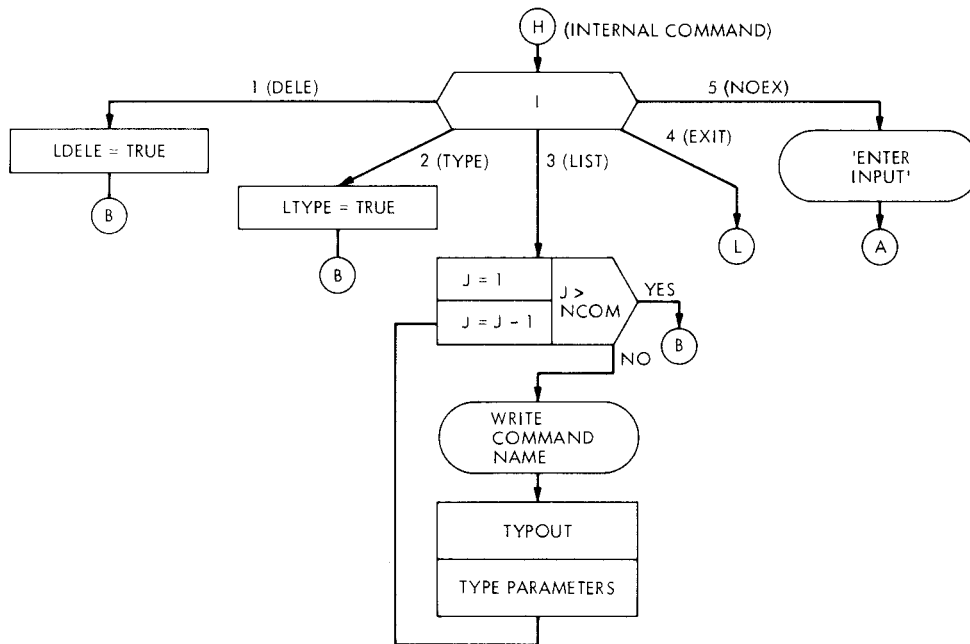 H (INTERNAL COMMAND)
1 (DELE)
I
5 (NOEX)
LDELE = TRUE
B
2 (TYPE)
3 (LIST)
4 (EXIT)
'ENTER
INPUT'
LTYPE = TRUE
B
L
A
J = 1
J = J - 1
J >
NCOM
YES
B
NO
WRITE
COMMAND
NAME
TYPOUT
TYPE PARAMETERS